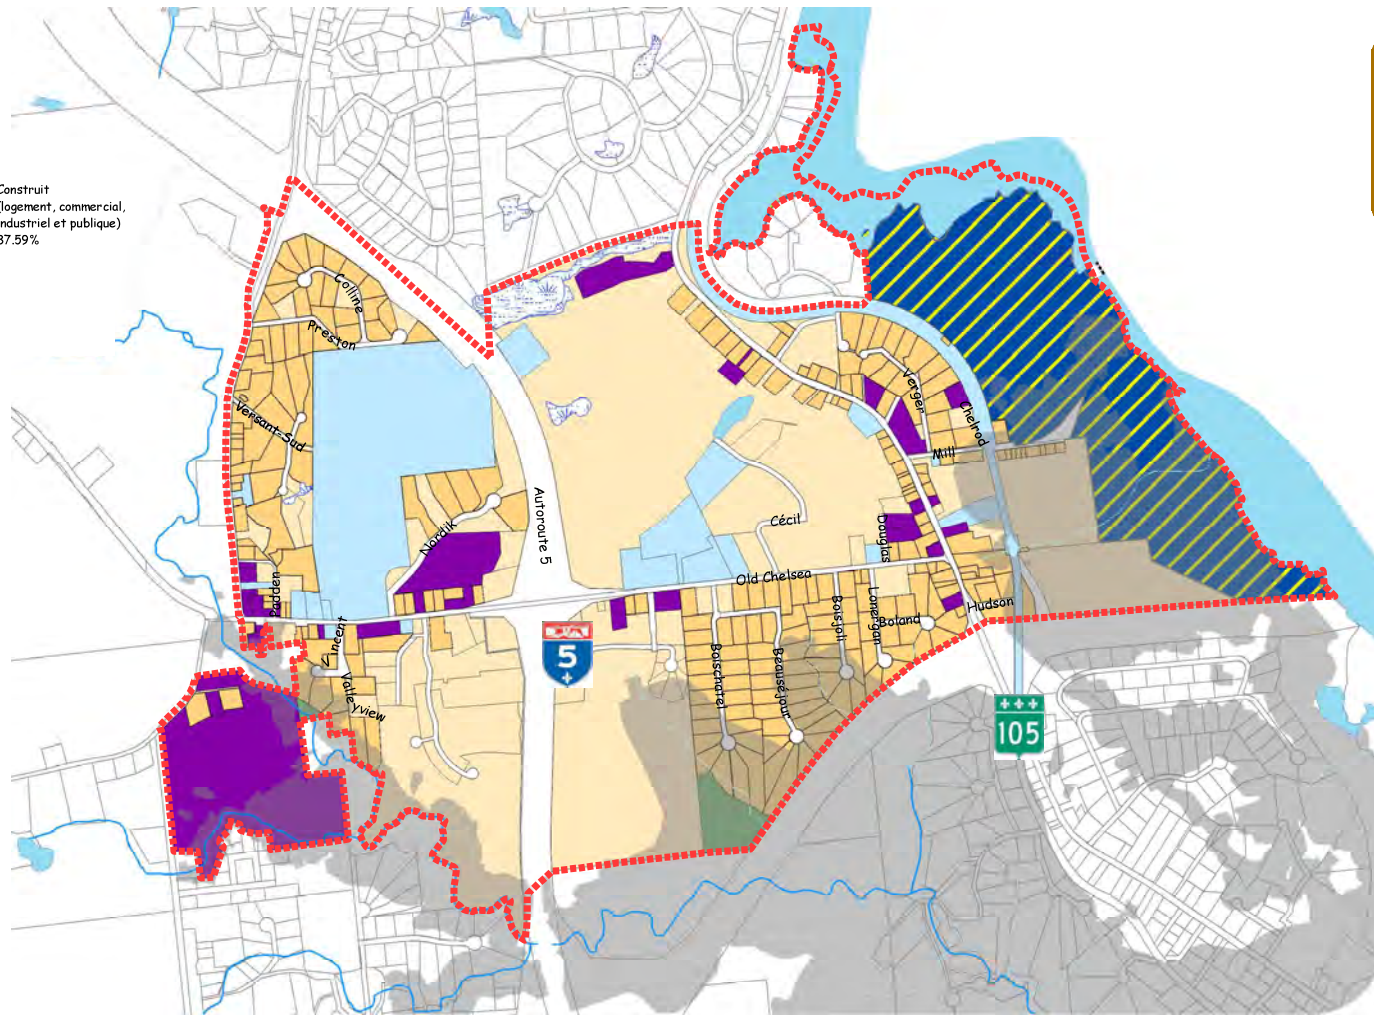 Construit
(logement, commercial,
industriel et publique)
37.59%
Colline
Preston
Versant-Sud
Nordik
Autoroute 5
Padden
Vincent
Valleyview
5
Old Chelsea
Cécil
Boischatel
Beauséjour
Boisjoli
Lonergan
Boland
Douglas
Hudson
Verger
Chelrod
Mill
105